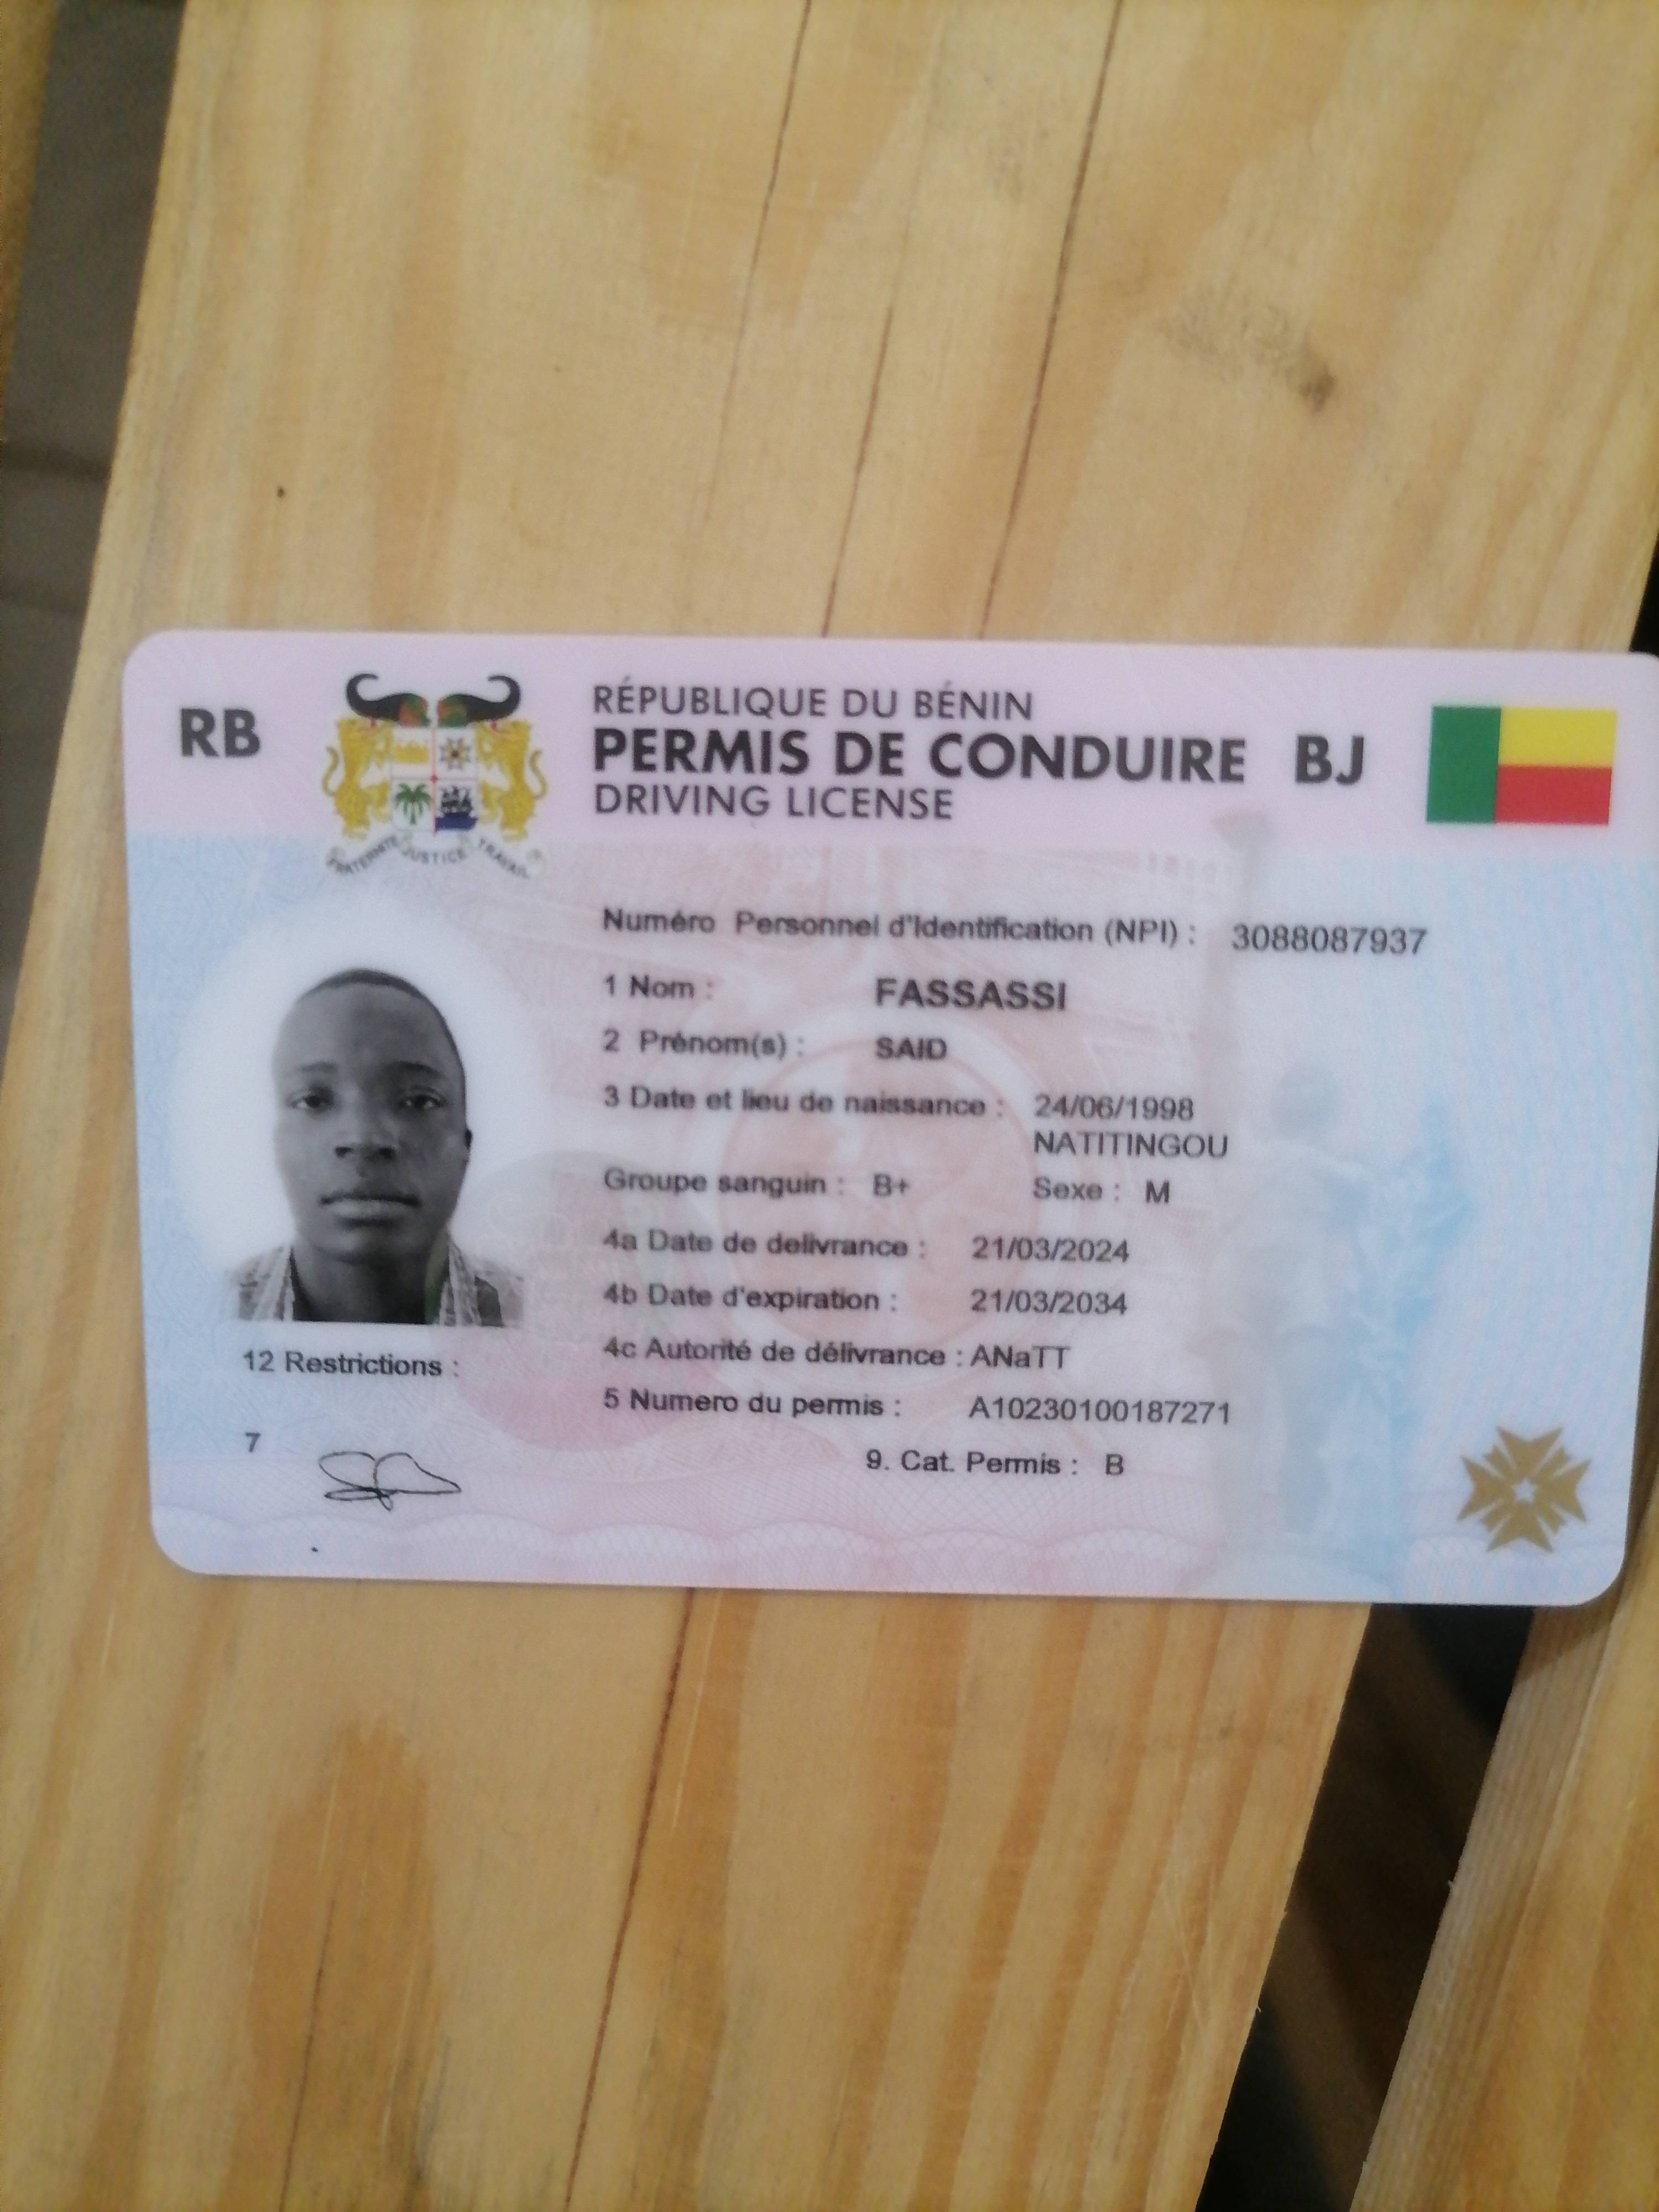 RB
RÉPUBLIQUE DU BÉNIN
PERMIS DE CONDUIRE BJ
DRIVING LICENSE
FRATERNITÉ JUSTICE TRAVAIL
Numéro Personnel d'Identification (NPI) : 3088087937
1 Nom : FASSASSI
2 Prénom(s) : SAID
3 Date et lieu de naissance : 24/06/1998
NATITINGOU
Groupe sanguin : B+ Sexe : M
4a Date de delivrance : 21/03/2024
4b Date d'expiration : 21/03/2034
4c Autorité de délivrance : ANaTT
12 Restrictions :
5 Numero du permis : A10230100187271
7
9. Cat. Permis : B